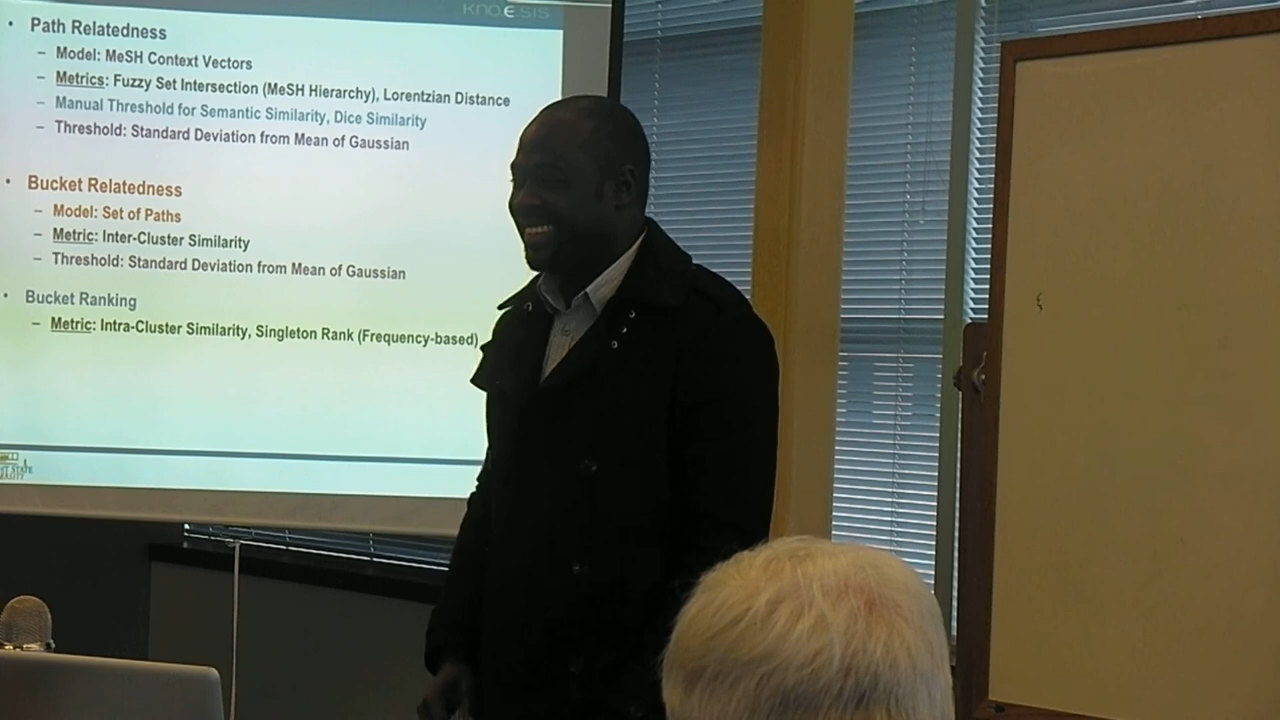 KNO.E.SIS
• Path Relatedness
– Model: MeSH Context Vectors
– Metrics: Fuzzy Set Intersection (MeSH Hierarchy), Lorentzian Distance
– Manual Threshold for Semantic Similarity, Dice Similarity
– Threshold: Standard Deviation from Mean of Gaussian
• Bucket Relatedness
– Model: Set of Paths
– Metric: Inter-Cluster Similarity
– Threshold: Standard Deviation from Mean of Gaussian
• Bucket Ranking
– Metric: Intra-Cluster Similarity, Singleton Rank (Frequency-based)